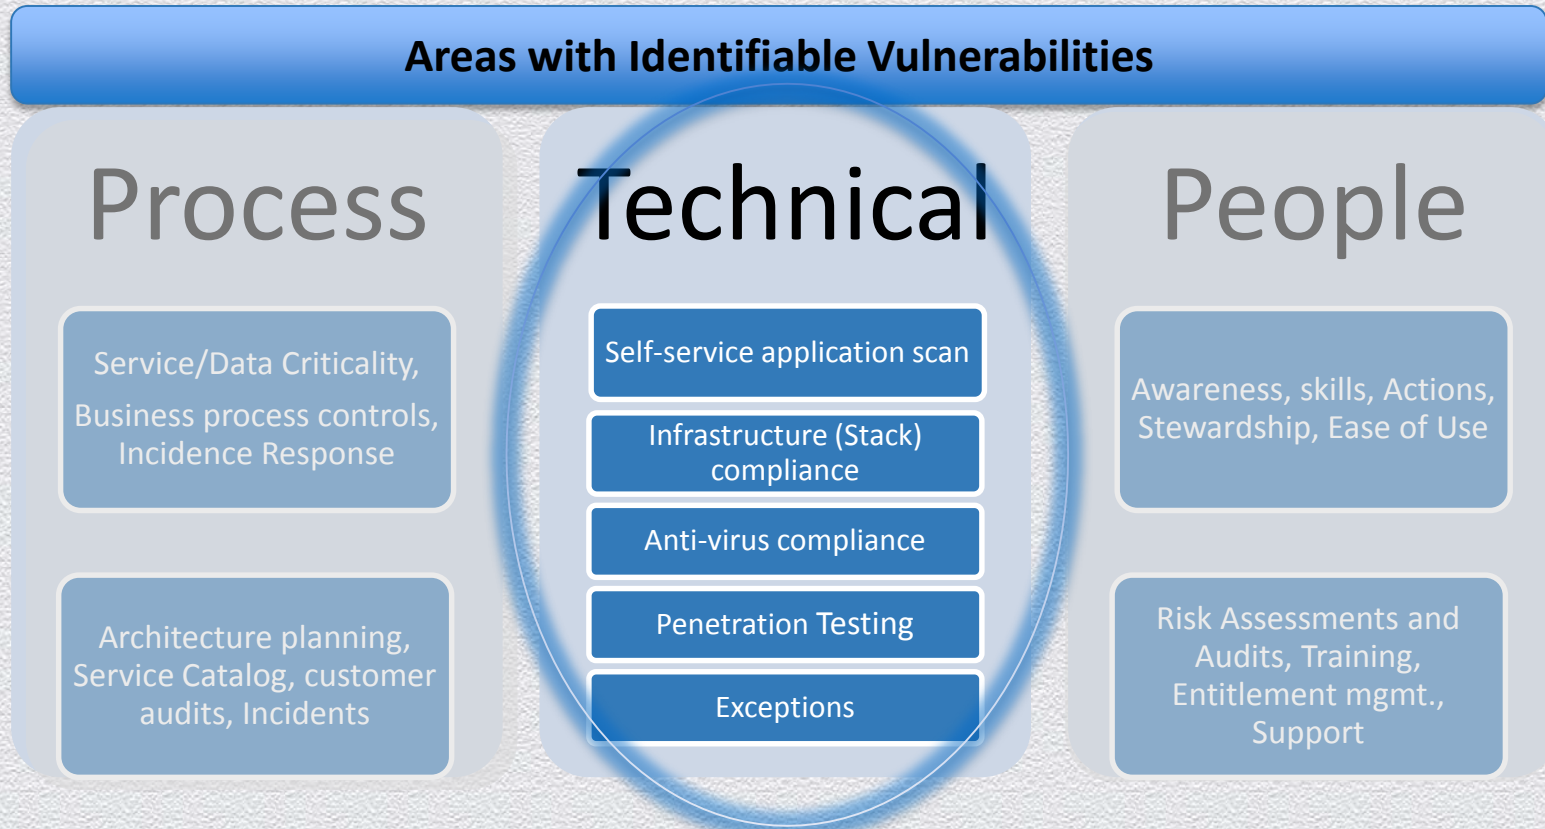 Areas with Identifiable Vulnerabilities
Process
Service/Data Criticality,
Business process controls,
Incidence Response
Architecture planning,
Service Catalog, customer
audits, Incidents
Technical
Self-service application scan
Infrastructure (Stack)
compliance
Anti-virus compliance
Penetration Testing
Exceptions
People
Awareness, skills, Actions,
Stewardship, Ease of Use
Risk Assessments and
Audits, Training,
Entitlement mgmt.,
Support